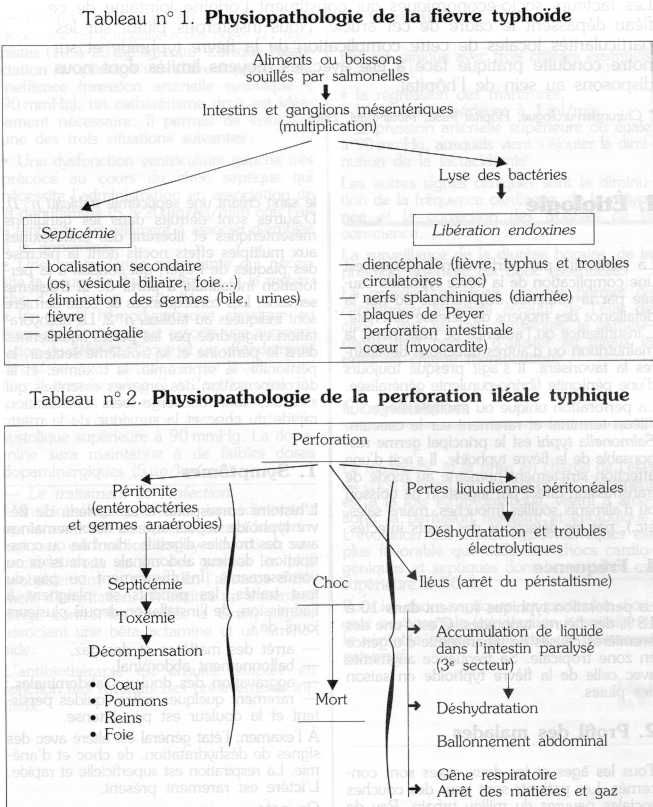 Tableau n° 1. Physiopathologie de la fièvre typhoïde
Aliments ou boissons
souillés par salmonelles
Intestins et ganglions mésentériques
(multiplication)
Lyse des bactéries
Septicémie
— localisation secondaire
(os, vésicule biliaire, foie...)
— élimination des germes (bile, urines)
— fièvre
— splénomégalie
Libération endoxines
— diencéphale (fièvre, typhus et troubles
circulatoires choc)
— nerfs splanchiniques (diarrhée)
— plaques de Peyer
perforation intestinale
— cœur (myocardite)
Tableau n° 2. Physiopathologie de la perforation iléale typhique
Perforation
Péritonite
(entérobactéries
et germes anaérobies)
Septicémie
Toxémie
Décompensation
• Cœur
• Poumons
• Reins
• Foie
Choc
Mort
Pertes liquidiennes péritonéales
Déshydratation et troubles
électrolytiques
Iléus (arrêt du péristaltisme)
Accumulation de liquide
dans l'intestin paralysé
(3e secteur)
Déshydratation
Ballonnement abdominal
Gêne respiratoire
Arrêt des matières et gaz